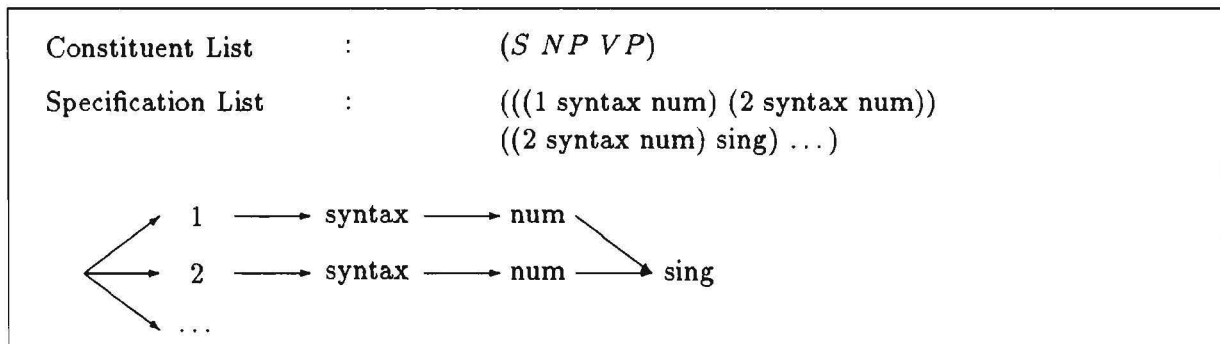 Constituent List : (S NP VP)
Specification List : (((1 syntax num) (2 syntax num))
((2 syntax num) sing) ...)
1 syntax num
2 syntax num sing
...